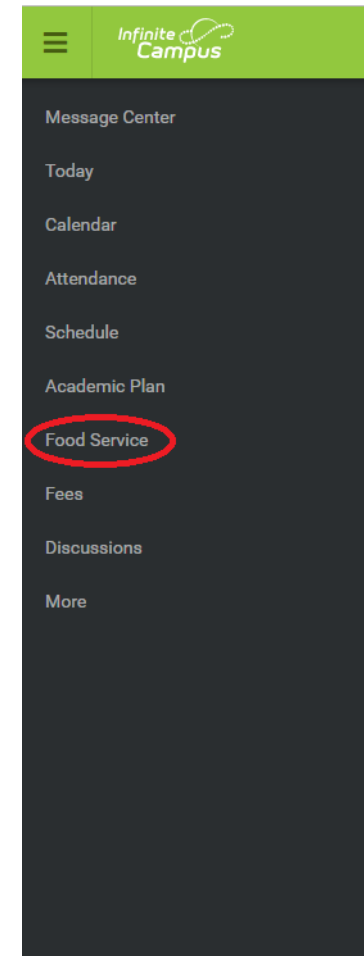 Infinite
Campus
Message Center
Today
Calendar
Attendance
Schedule
Academic Plan
Food Service
Fees
Discussions
More